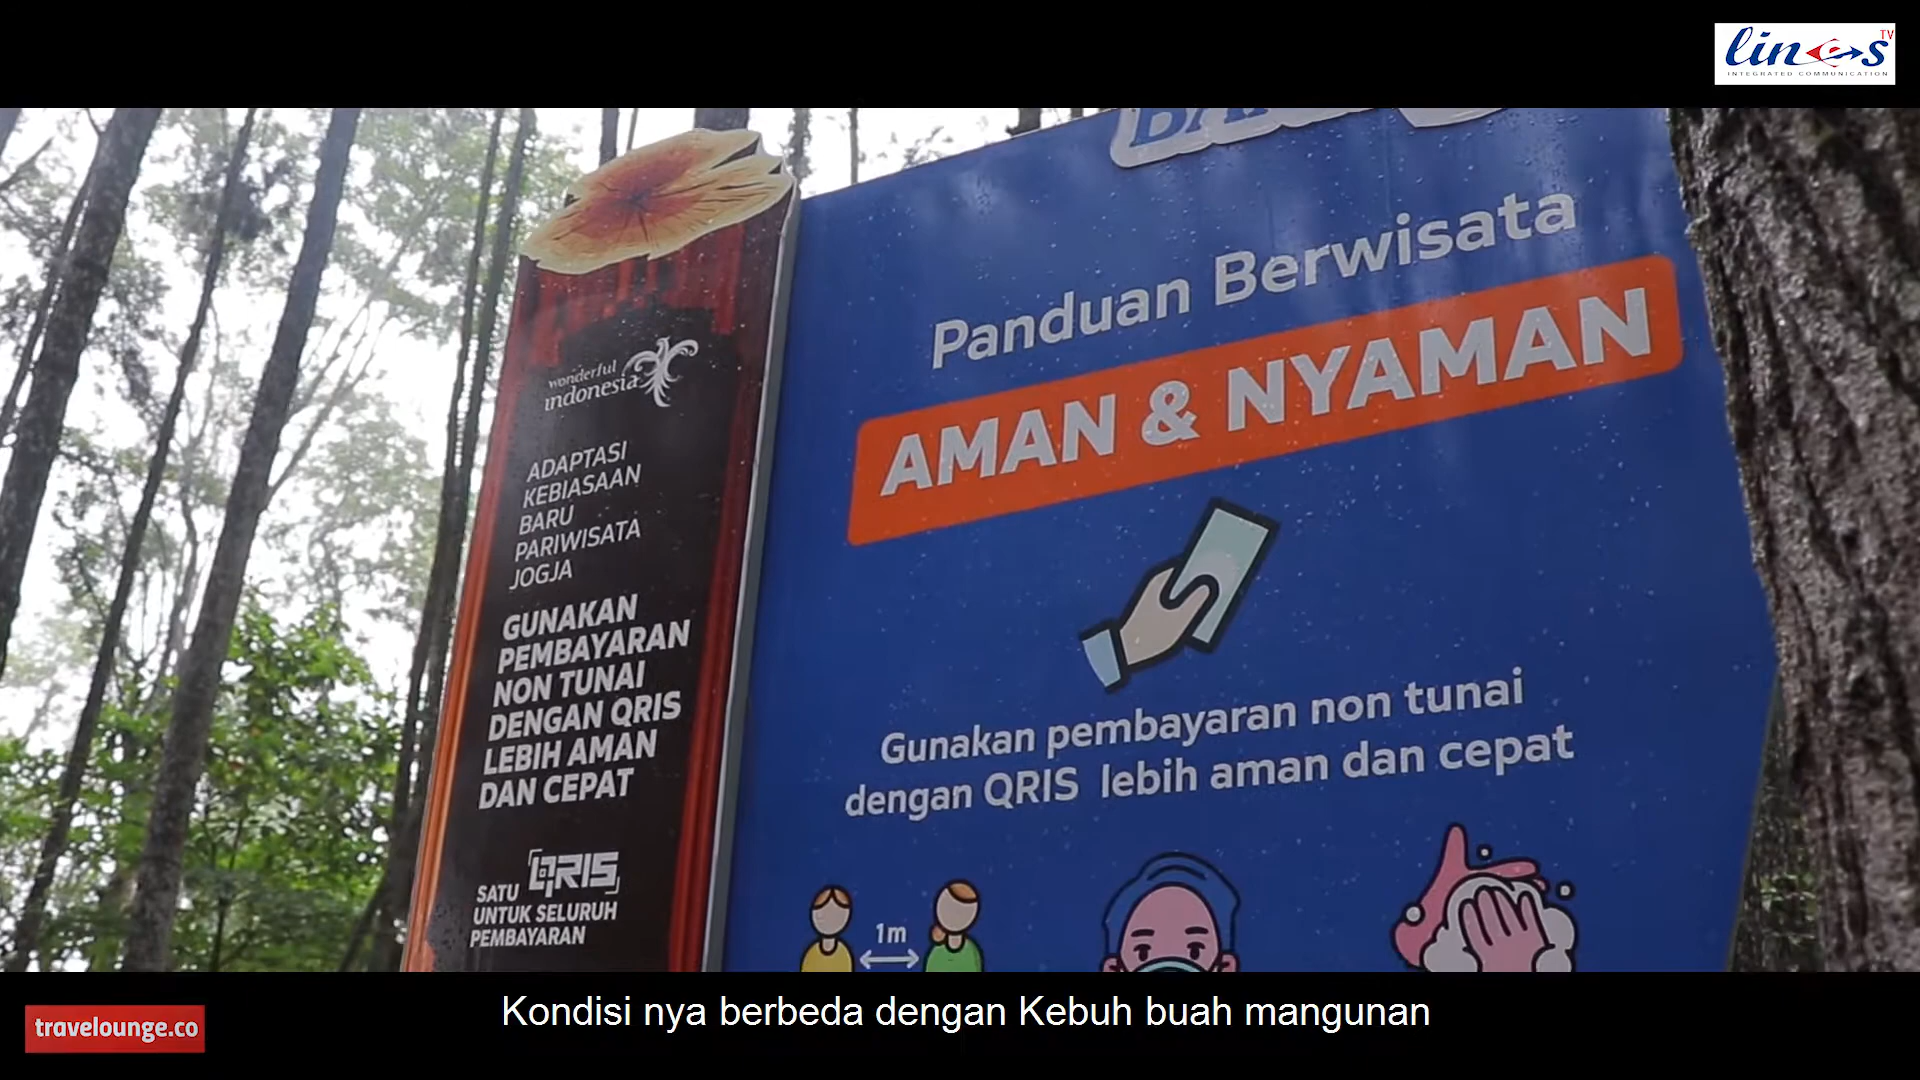 lines TV
INTEGRATED COMMUNICATION
Panduan Berwisata
AMAN & NYAMAN
Gunakan pembayaran non tunai
dengan QRIS lebih aman dan cepat
1m
wonderful
indonesia
ADAPTASI
KEBIASAAN
BARU
PARIWISATA
JOGJA
GUNAKAN
PEMBAYARAN
NON TUNAI
DENGAN QRIS
LEBIH AMAN
DAN CEPAT
QRIS
SATU
UNTUK SELURUH
PEMBAYARAN
travelounge.co
Kondisi nya berbeda dengan Kebuh buah mangunan